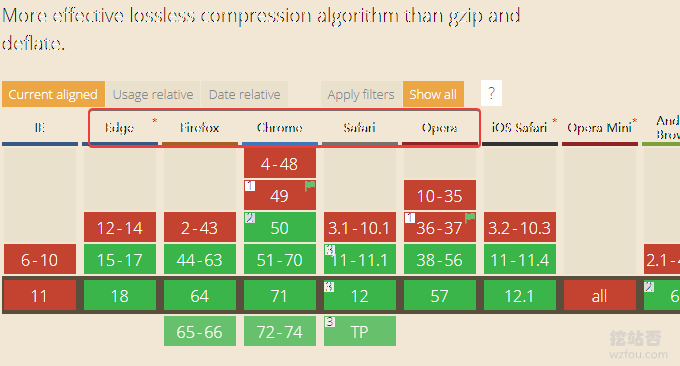 More effective lossless compression algorithm than gzip and
deflate.
Current aligned Usage relative Date relative Apply filters Show all ?
IE Edge * Firefox Chrome Safari Opera iOS Safari * Opera Mini * And
Brow
4-48
1 49 10-35
12-14 2-43 2 50 3.1-10.1 1 36-37 3.2-10.3
6-10 15-17 44-63 51-70 3 11-11.1 38-56 11-11.4 2.1-4
11 18 64 71 3 12 57 12.1 all 2 6
65-66 72-74 3 TP
挖站否
wzfou.com